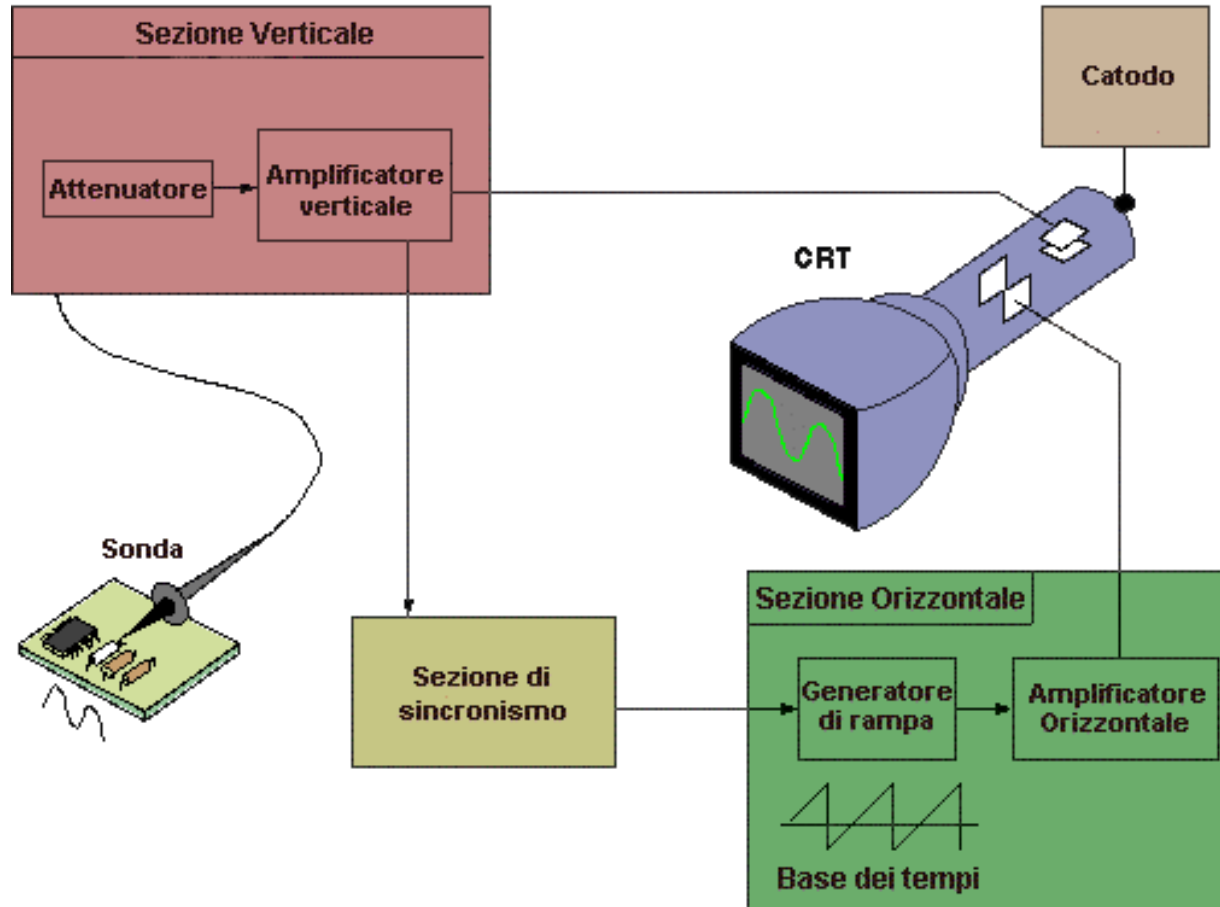 Sezione Verticale
Catodo
Attenuatore
Amplificatore
verticale
CRT
Sonda
Sezione di
sincronismo
Sezione Orizzontale
Generatore
di rampa
Amplificatore
Orizzontale
Base dei tempi